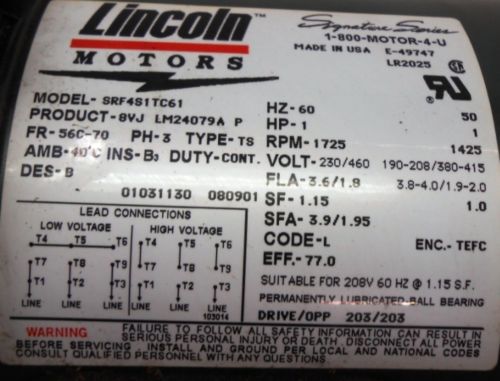 Lincoln™
MOTORS
Signature Series
1-800-MOTOR-4-U
MADE IN USA E-49747
LR2025
MODEL- SRF4S1TC61
PRODUCT-8VJ LM24079A P
FR-56C-70 PH-3 TYPE-TS
AMB-40°C INS-B3 DUTY-CONT.
DES-B
01031130 080901
HZ-60 50
HP-1 1
RPM-1725 1425
VOLT-230/460 190-208/380-415
FLA-3.6/1.8 3.8-4.0/1.9-2.0
SF-1.15 1.0
SFA-3.9/1.95
CODE-L ENC.-TEFC
EFF.-77.0
SUITABLE FOR 208V 60 HZ @ 1.15 S.F.
PERMANENTLY LUBRICATED BALL BEARING
DRIVE/OPP 203/203
LEAD CONNECTIONS
LOW VOLTAGE HIGH VOLTAGE
T4 T5 T6 T4 T5 T6
T7 T8 T9 T7 T8 T9
T1 T2 T3 T1 T2 T3
LINE LINE LINE LINE LINE LINE
103014
WARNING FAILURE TO FOLLOW ALL SAFETY INFORMATION CAN RESULT IN
SERIOUS PERSONAL INJURY OR DEATH. DISCONNECT ALL POWER
BEFORE SERVICING. INSTALL AND GROUND PER LOCAL AND NATIONAL CODES
CONSULT QUALIFIED PERSONNEL WITH ANY QUESTIONS.